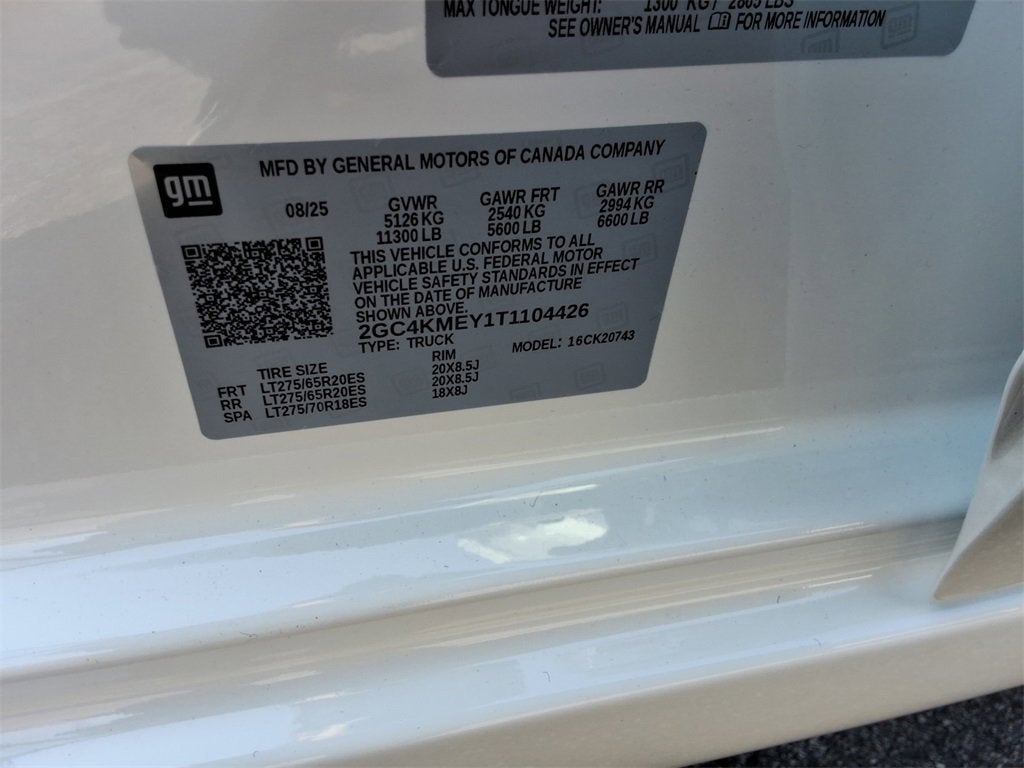 MAX TONGUE WEIGHT: 1300 KG / 2865 LBS
SEE OWNER'S MANUAL FOR MORE INFORMATION
gm
MFD BY GENERAL MOTORS OF CANADA COMPANY
08/25 GVWR GAWR FRT GAWR RR
5126 KG 2540 KG 2994 KG
11300 LB 5600 LB 6600 LB
THIS VEHICLE CONFORMS TO ALL
APPLICABLE U.S. FEDERAL MOTOR
VEHICLE SAFETY STANDARDS IN EFFECT
ON THE DATE OF MANUFACTURE
SHOWN ABOVE.
2GC4KMEY1T1104426
TYPE: TRUCK MODEL: 16CK20743
TIRE SIZE RIM
FRT LT275/65R20ES 20X8.5J
RR LT275/65R20ES 20X8.5J
SPA LT275/70R18ES 18X8J